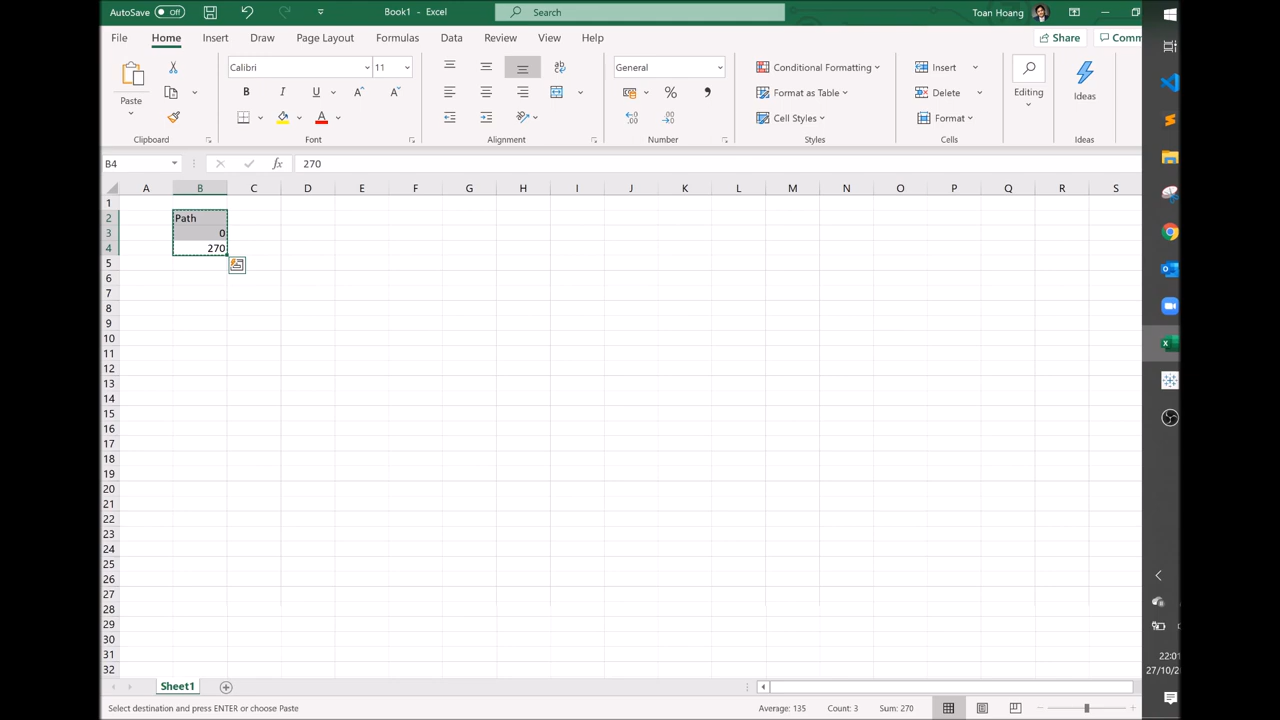 AutoSave Off Book1 - Excel Search Toan Hoang
File Home Insert Draw Page Layout Formulas Data Review View Help Share
Calibri 11 General Conditional Formatting Insert
Paste B I U A A % Format as Table Delete Editing Ideas
A Cell Styles Format
Clipboard Font Alignment Number Styles Cells Ideas
B4 fx 270
A B C D E F G H I J K L M N O P Q R S
1
2 Path
3 0
4 270
5
6
7
8
9
10
11
12
13
14
15
16
17
18
19
20
21
22
23
24
25
26
27
28
29
30
31
32
22:01
Sheet1
Select destination and press ENTER or choose Paste Average: 135 Count: 3 Sum: 270